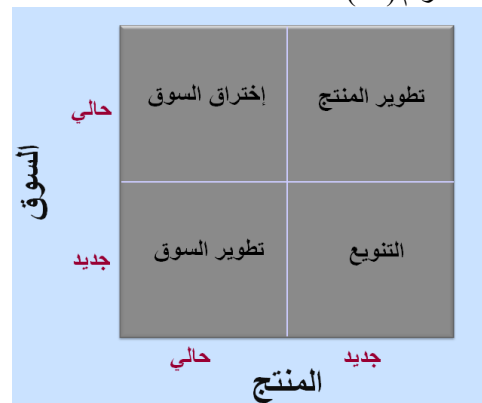 حالي
إختراق السوق
تطوير المنتج
السوق
جديد
تطوير السوق
التنويع
حالي
جديد
المنتج